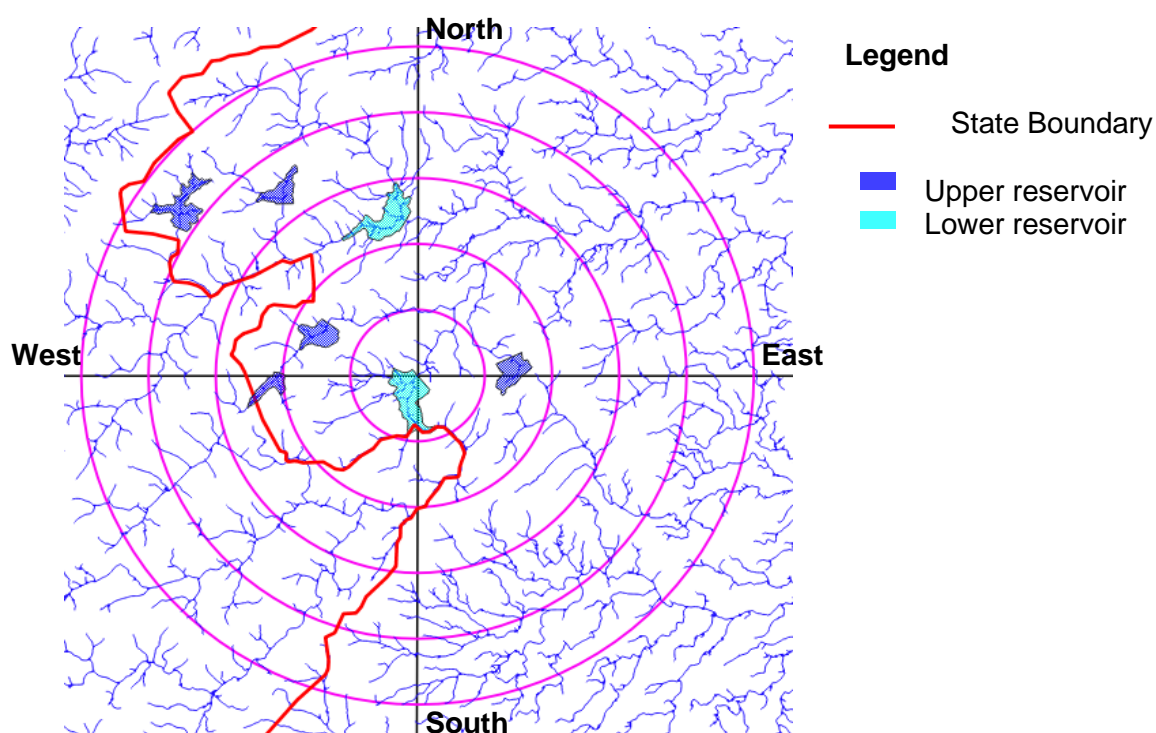 North
Legend
State Boundary
Upper reservoir
Lower reservoir
West
East
South